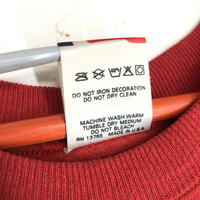 DO NOT IRON DECORATION
DO NOT DRY CLEAN
MACHINE WASH WARM
TUMBLE DRY MEDIUM
DO NOT BLEACH
RN 13765 MADE IN U.S.A.